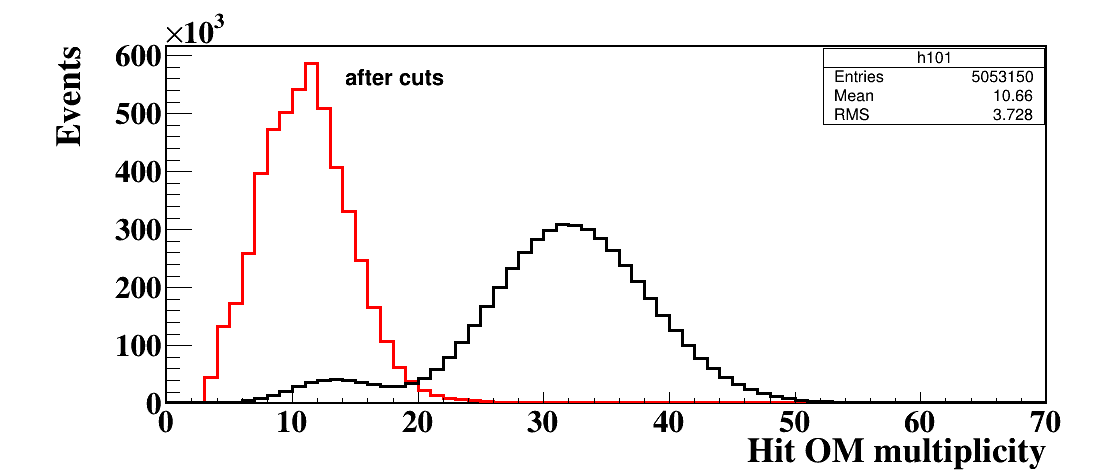 ×10³
Events
600
500
400
300
200
100
0
after cuts
h101
Entries 5053150
Mean 10.66
RMS 3.728
0 10 20 30 40 50 60 70
Hit OM multiplicity